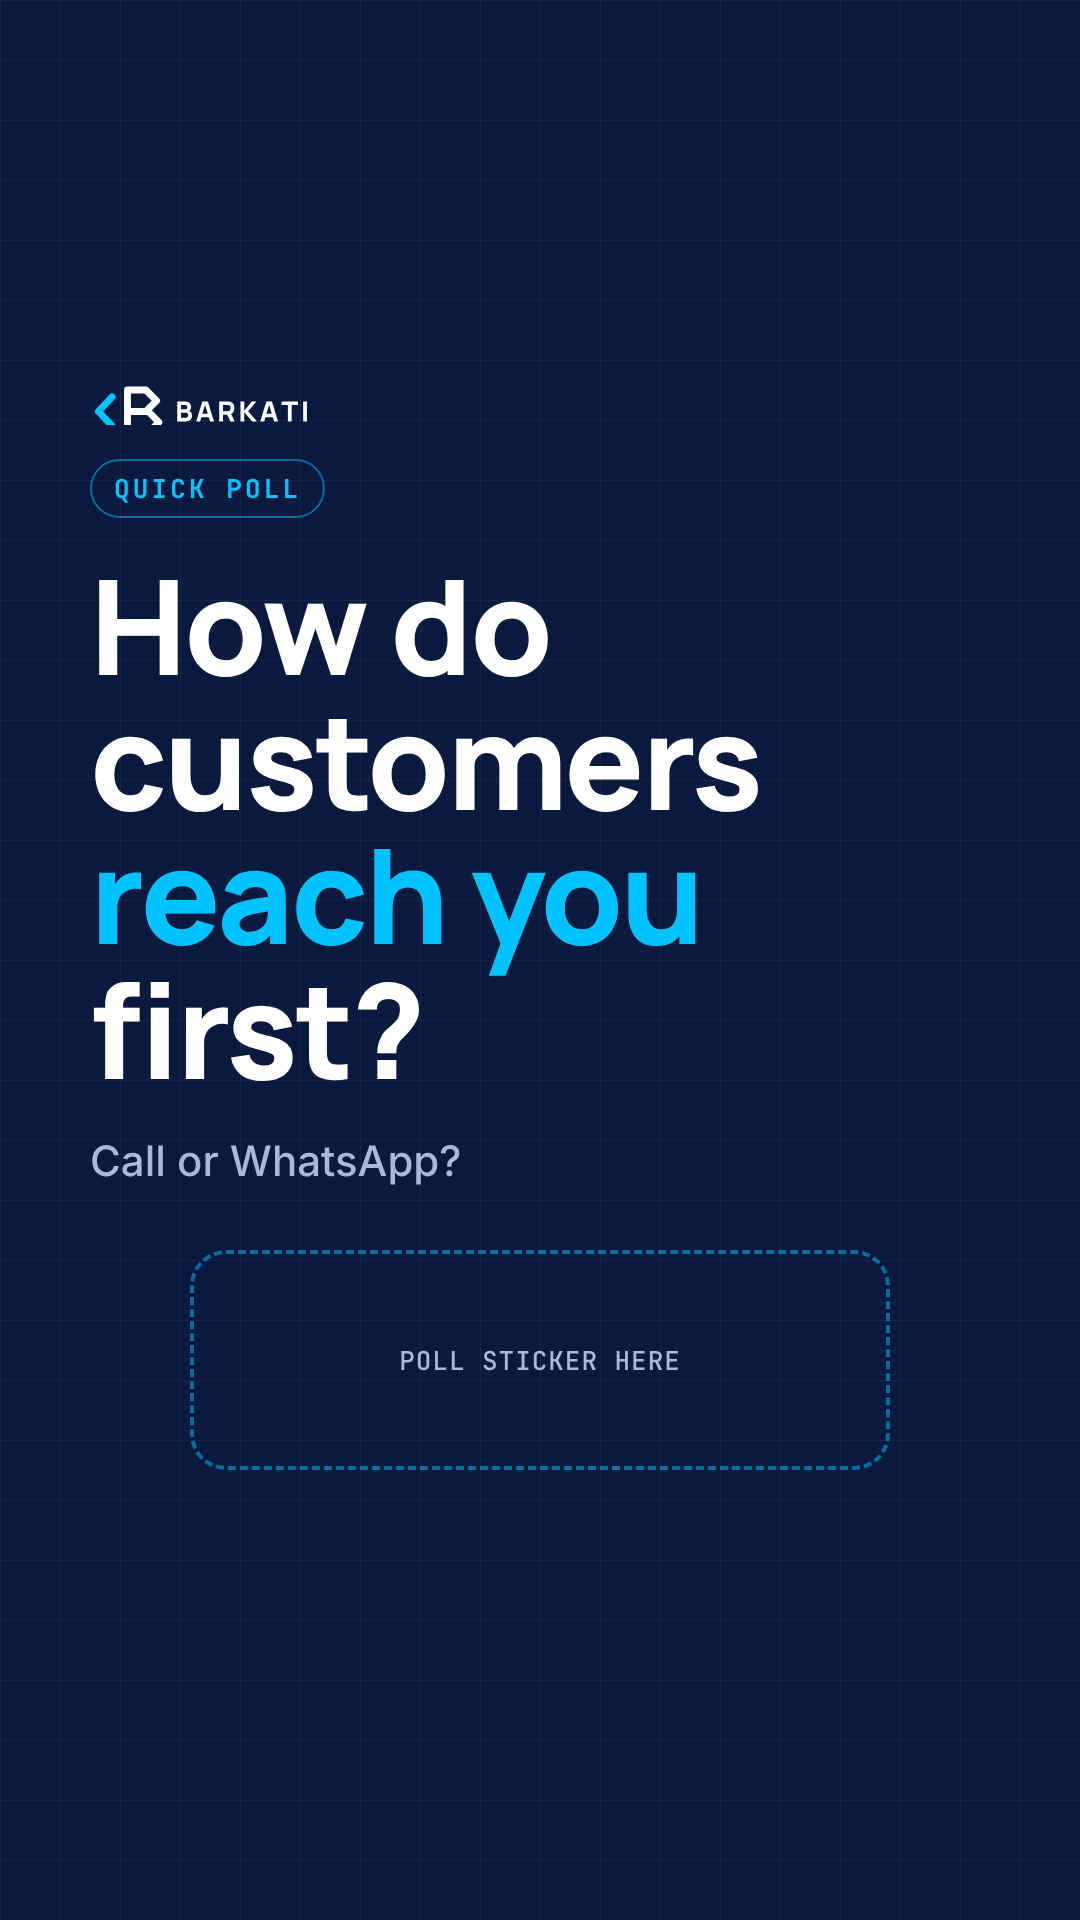 BARKATI
QUICK POLL
How do
customers
reach you
first?
Call or WhatsApp?
POLL STICKER HERE